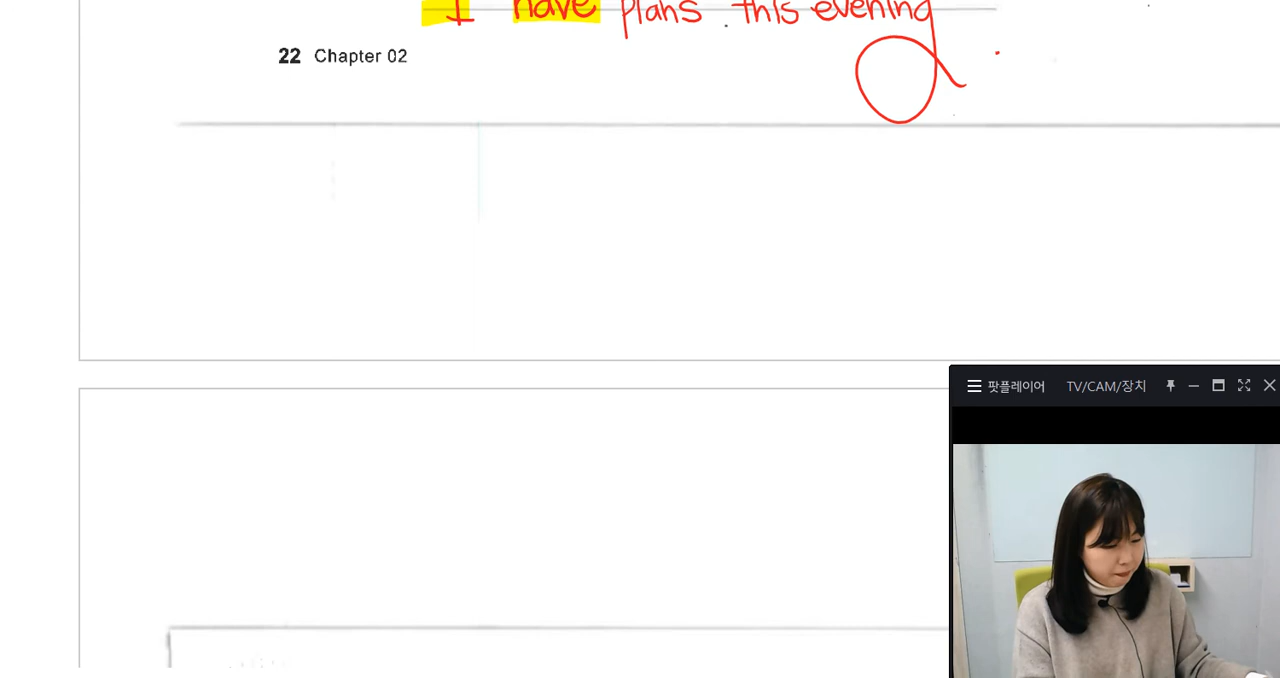 I have plans this evening
22 Chapter 02
팟플레이어 TV/CAM/장치